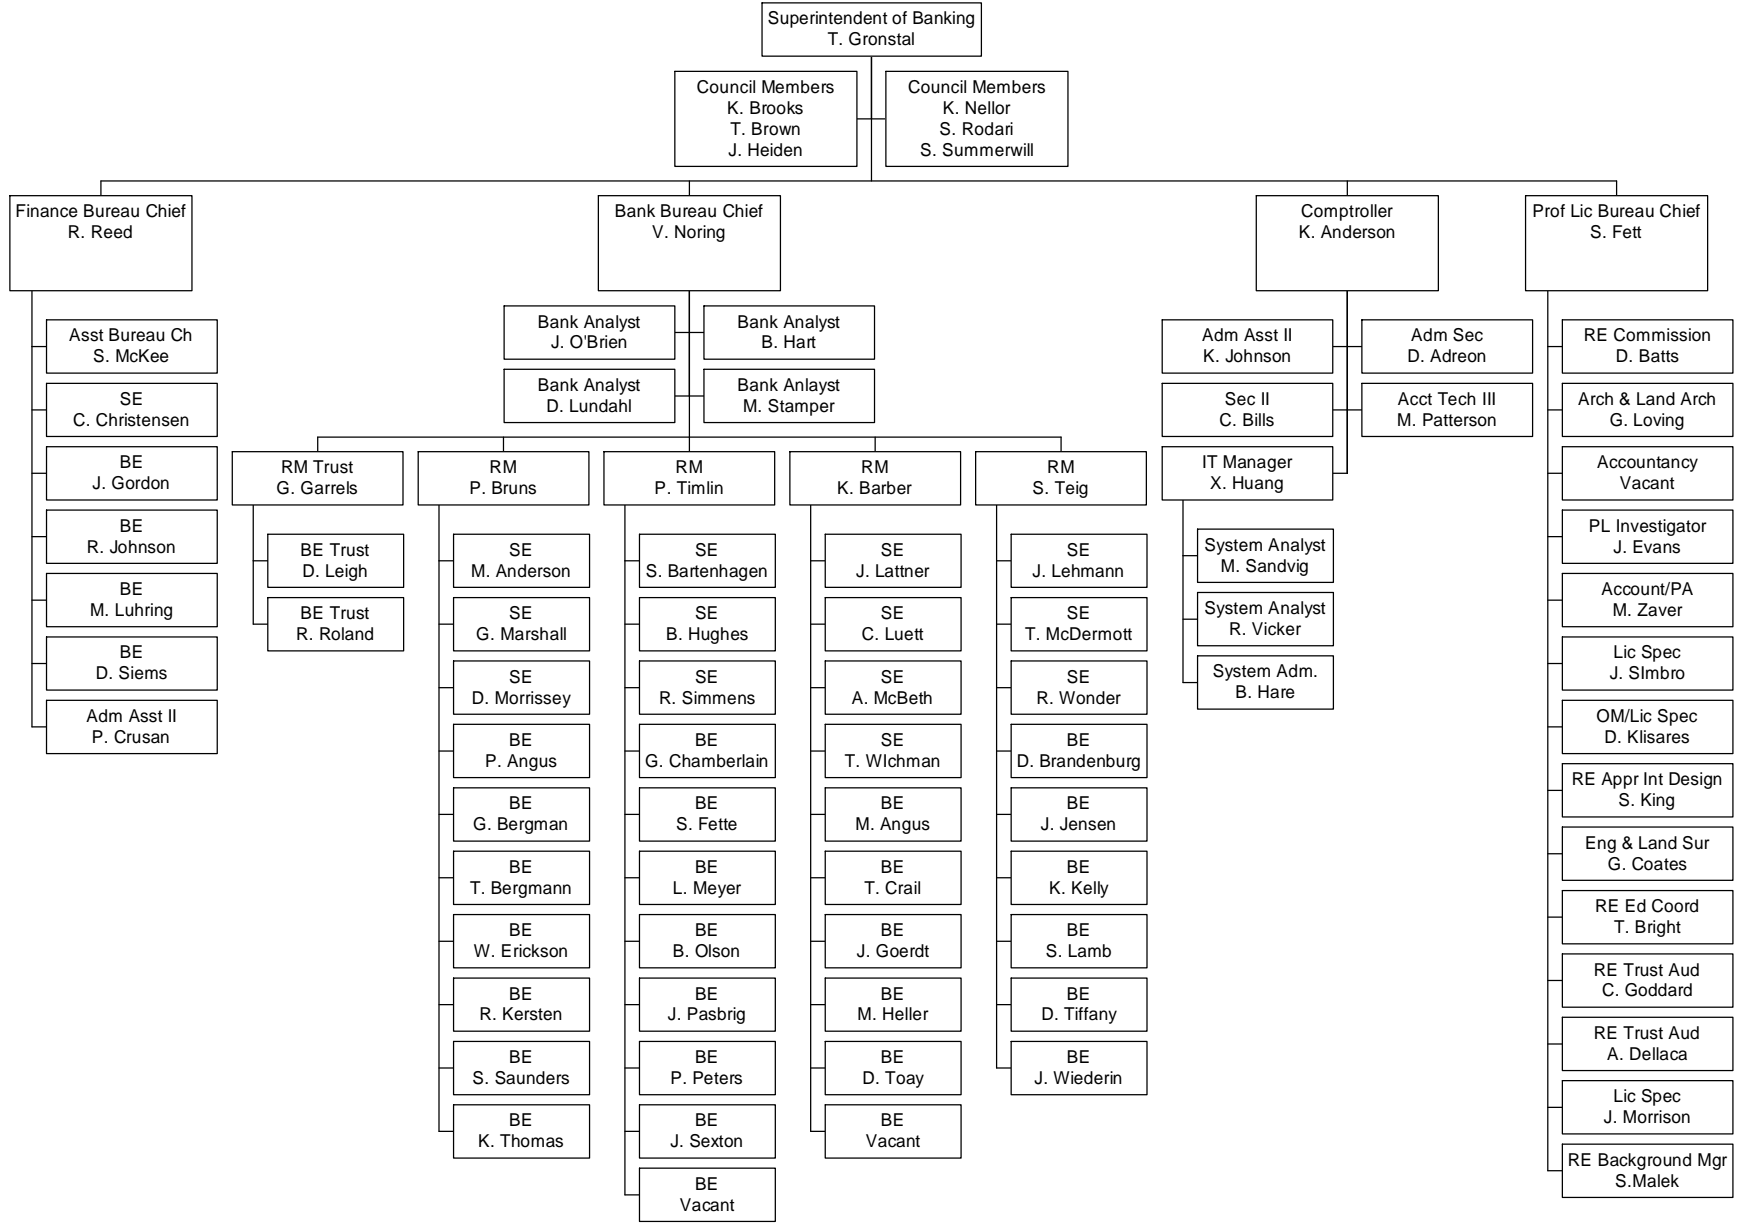 Superintendent of Banking
T. Gronstal
Council Members
K. Brooks
T. Brown
J. Heiden
Council Members
K. Nellor
S. Rodari
S. Summerwill
Finance Bureau Chief
R. Reed
Asst Bureau Ch
S. McKee
SE
C. Christensen
BE
J. Gordon
BE
R. Johnson
BE
M. Luhring
BE
D. Siems
Adm Asst II
P. Crusan
Bank Bureau Chief
V. Noring
Bank Analyst
J. O'Brien
Bank Analyst
B. Hart
Bank Analyst
D. Lundahl
Bank Anlayst
M. Stamper
RM Trust
G. Garrels
BE Trust
D. Leigh
BE Trust
R. Roland
RM
P. Bruns
SE
M. Anderson
SE
G. Marshall
SE
D. Morrissey
BE
P. Angus
BE
G. Bergman
BE
T. Bergmann
BE
W. Erickson
BE
R. Kersten
BE
S. Saunders
BE
K. Thomas
RM
P. Timlin
SE
S. Bartenhagen
SE
B. Hughes
SE
R. Simmens
BE
G. Chamberlain
BE
S. Fette
BE
L. Meyer
BE
B. Olson
BE
J. Pasbrig
BE
P. Peters
BE
J. Sexton
BE
Vacant
RM
K. Barber
SE
J. Lattner
SE
C. Luett
SE
A. McBeth
SE
T. WIchman
BE
M. Angus
BE
T. Crail
BE
J. Goerdt
BE
M. Heller
BE
D. Toay
BE
Vacant
RM
S. Teig
SE
J. Lehmann
SE
T. McDermott
SE
R. Wonder
BE
D. Brandenburg
BE
J. Jensen
BE
K. Kelly
BE
S. Lamb
BE
D. Tiffany
BE
J. Wiederin
Comptroller
K. Anderson
Adm Asst II
K. Johnson
Adm Sec
D. Adreon
Sec II
C. Bills
Acct Tech III
M. Patterson
IT Manager
X. Huang
System Analyst
M. Sandvig
System Analyst
R. Vicker
System Adm.
B. Hare
Prof Lic Bureau Chief
S. Fett
RE Commission
D. Batts
Arch & Land Arch
G. Loving
Accountancy
Vacant
PL Investigator
J. Evans
Account/PA
M. Zaver
Lic Spec
J. SImbro
OM/Lic Spec
D. Klisares
RE Appr Int Design
S. King
Eng & Land Sur
G. Coates
RE Ed Coord
T. Bright
RE Trust Aud
C. Goddard
RE Trust Aud
A. Dellaca
Lic Spec
J. Morrison
RE Background Mgr
S.Malek